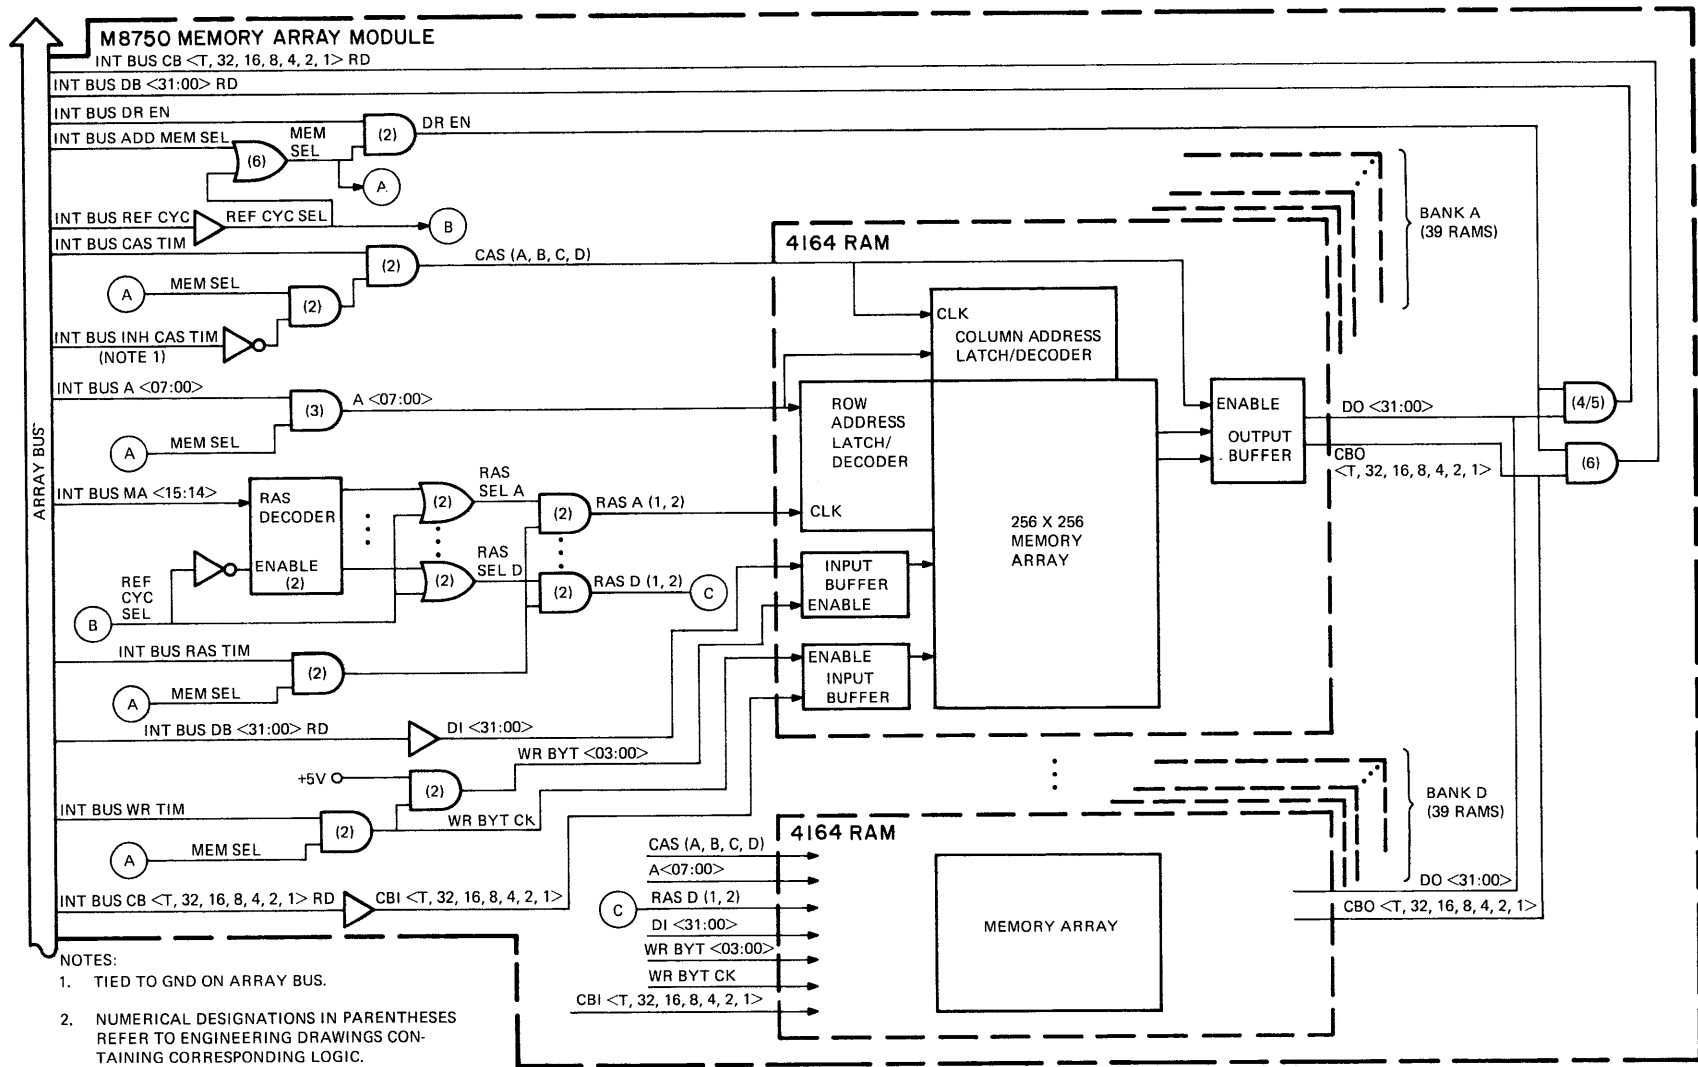 M8750 MEMORY ARRAY MODULE
INT BUS CB <T, 32, 16, 8, 4, 2, 1> RD
INT BUS DB <31:00> RD
INT BUS DR EN
INT BUS ADD MEM SEL
(6)
MEM
SEL
(2)
DR EN
A
INT BUS REF CYC
REF CYC SEL
B
INT BUS CAS TIM
(2)
CAS (A, B, C, D)
A
MEM SEL
(2)
INT BUS INH CAS TIM
(NOTE 1)
INT BUS A <07:00>
(3)
A <07:00>
A
MEM SEL
ARRAY BUS
INT BUS MA <15:14>
RAS
DECODER
ENABLE
(2)
(2)
RAS
SEL A
(2)
RAS A (1, 2)
(2)
RAS
SEL D
(2)
RAS D (1, 2)
C
REF
CYC
SEL
B
INT BUS RAS TIM
(2)
A
MEM SEL
INT BUS DB <31:00> RD
DI <31:00>
WR BYT <03:00>
+5V
(2)
INT BUS WR TIM
(2)
WR BYT CK
A
MEM SEL
INT BUS CB <T, 32, 16, 8, 4, 2, 1> RD
CBI <T, 32, 16, 8, 4, 2, 1>
4164 RAM
CLK
COLUMN ADDRESS
LATCH/DECODER
ROW
ADDRESS
LATCH/
DECODER
CLK
256 X 256
MEMORY
ARRAY
INPUT
BUFFER
ENABLE
ENABLE
INPUT
BUFFER
ENABLE
OUTPUT
BUFFER
BANK A
(39 RAMS)
DO <31:00>
CBO
<T, 32, 16, 8, 4, 2, 1>
(4/5)
(6)
BANK D
(39 RAMS)
4164 RAM
CAS (A, B, C, D)
A<07:00>
C
RAS D (1, 2)
DI <31:00>
WR BYT <03:00>
WR BYT CK
CBI <T, 32, 16, 8, 4, 2, 1>
MEMORY ARRAY
DO <31:00>
CBO <T, 32, 16, 8, 4, 2, 1>
NOTES:
1. TIED TO GND ON ARRAY BUS.
2. NUMERICAL DESIGNATIONS IN PARENTHESES
REFER TO ENGINEERING DRAWINGS CON-
TAINING CORRESPONDING LOGIC.